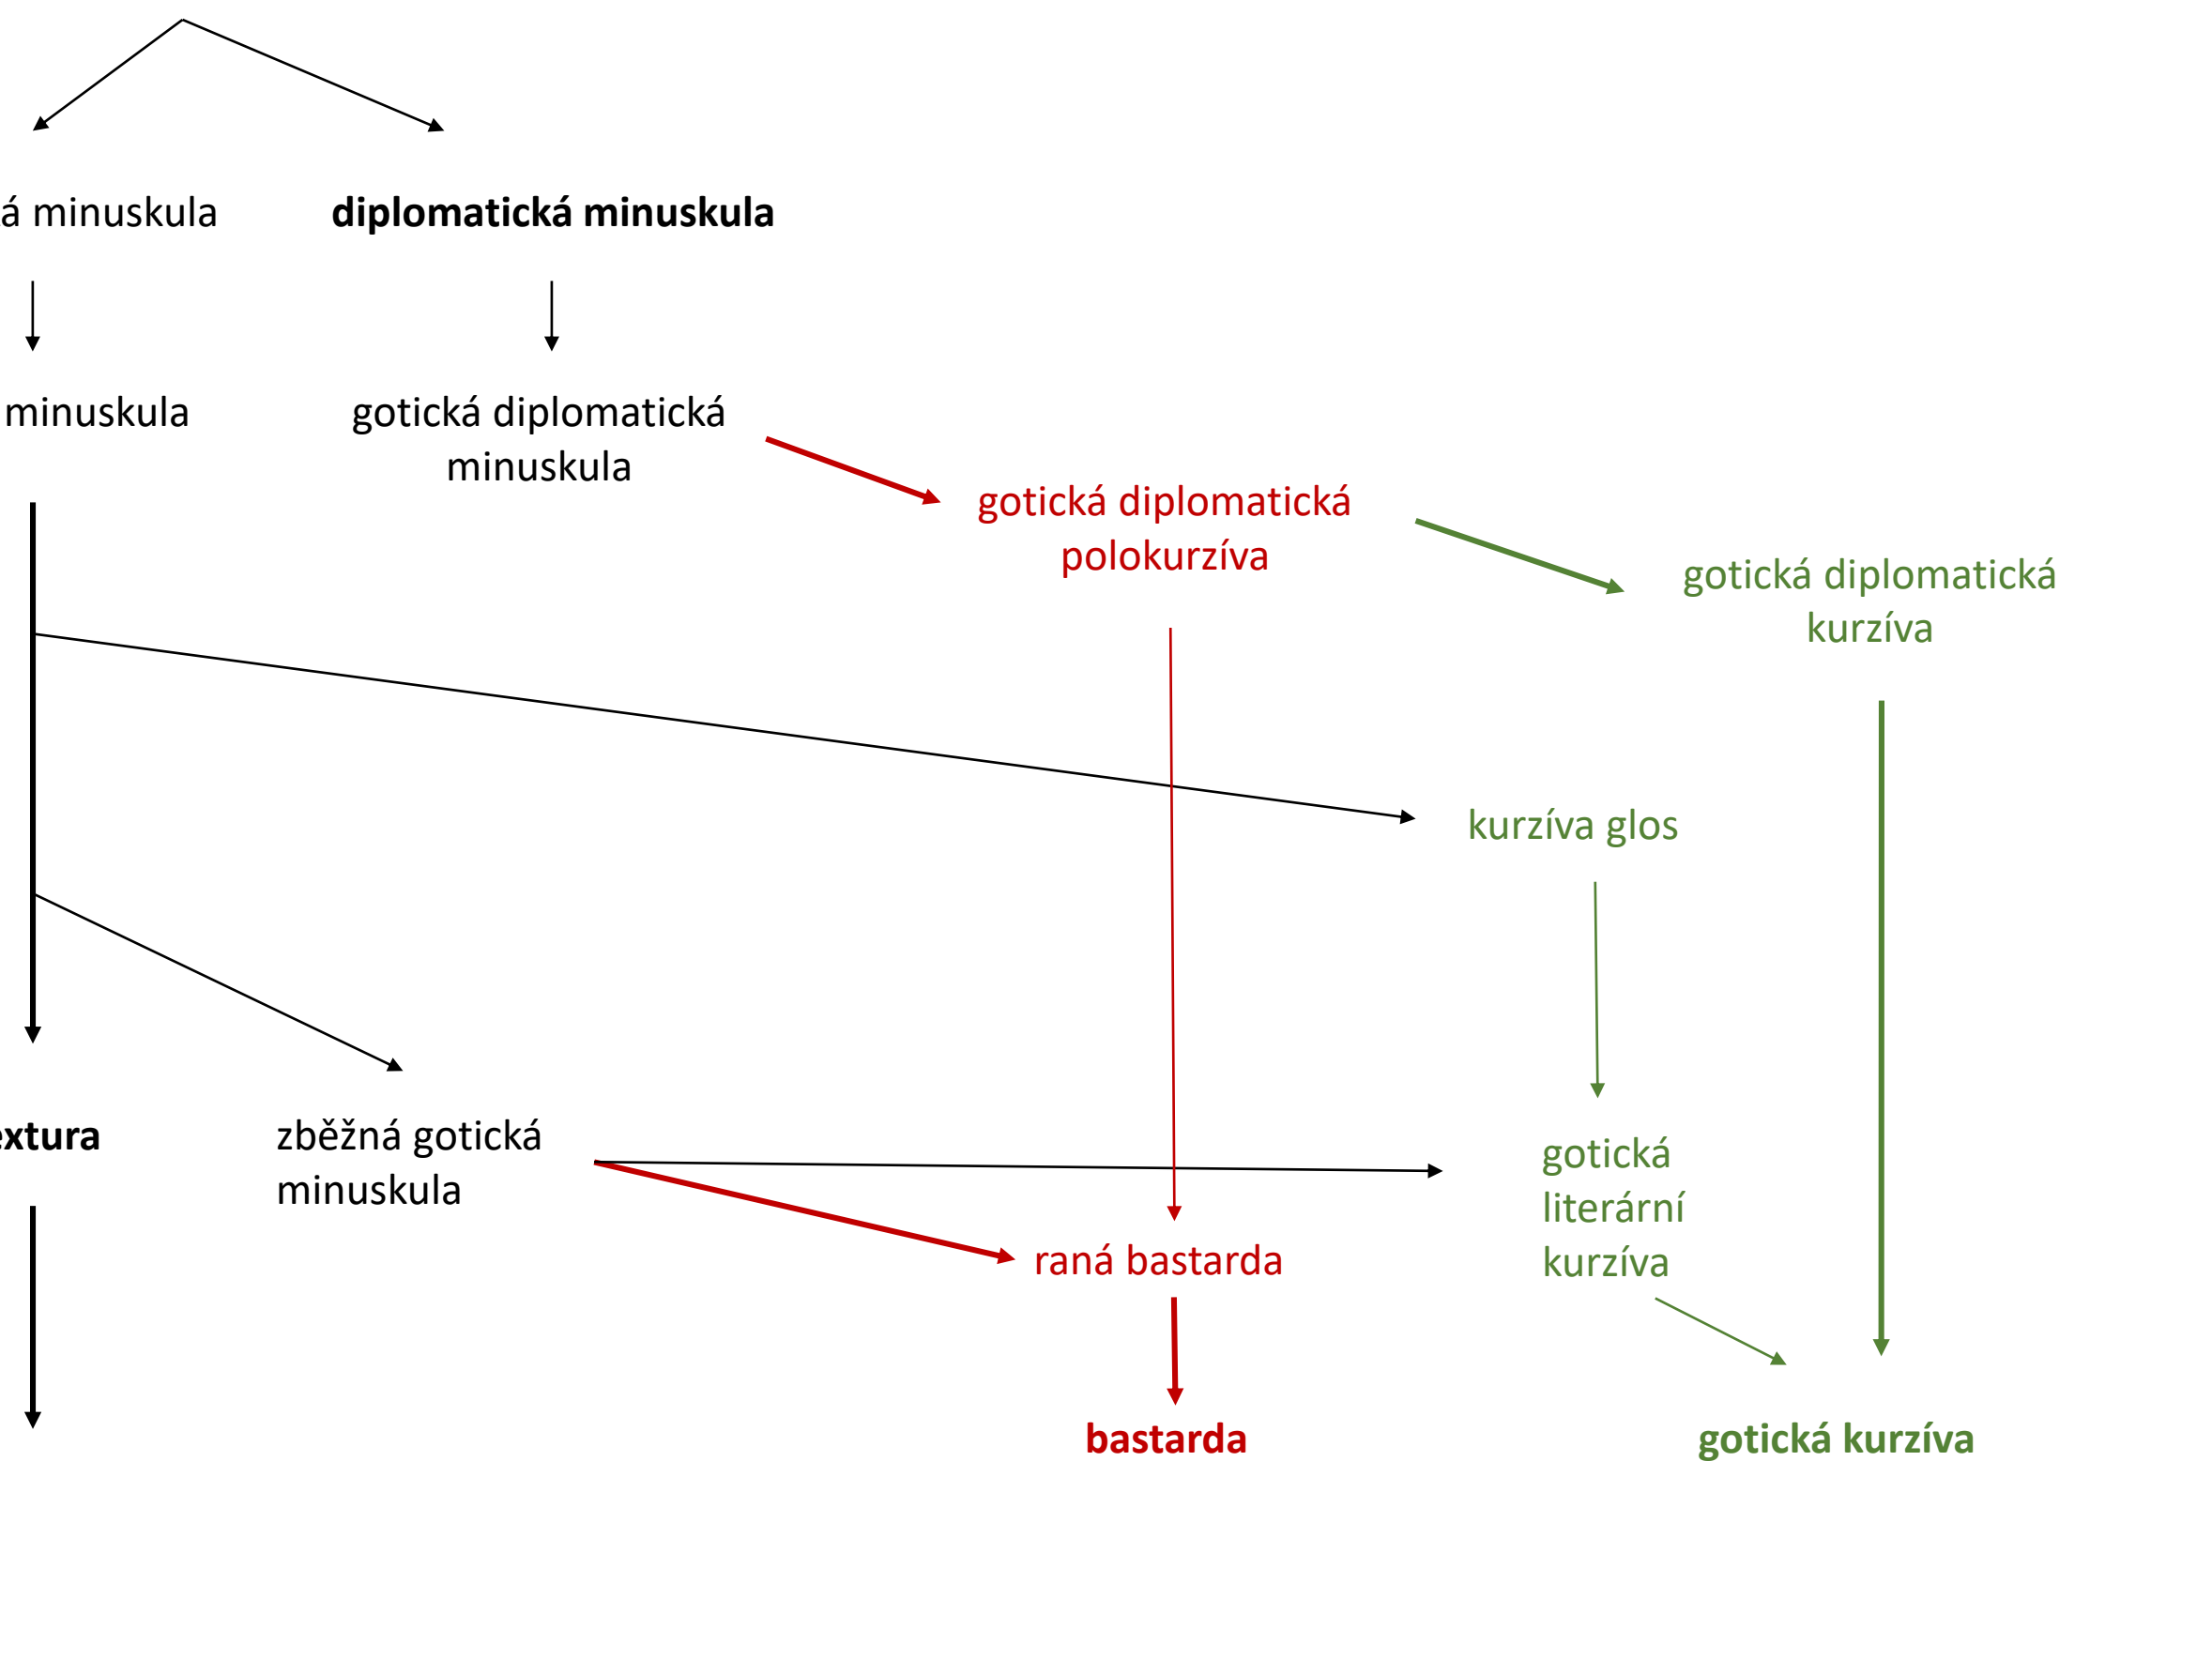 á minuskula
diplomatická minuskula
minuskula
gotická diplomatická
minuskula
gotická diplomatická
polokurzíva
gotická diplomatická
kurzíva
kurzíva glos
extura
zběžná gotická
minuskula
gotická
literární
kurzíva
raná bastarda
bastarda
gotická kurzíva